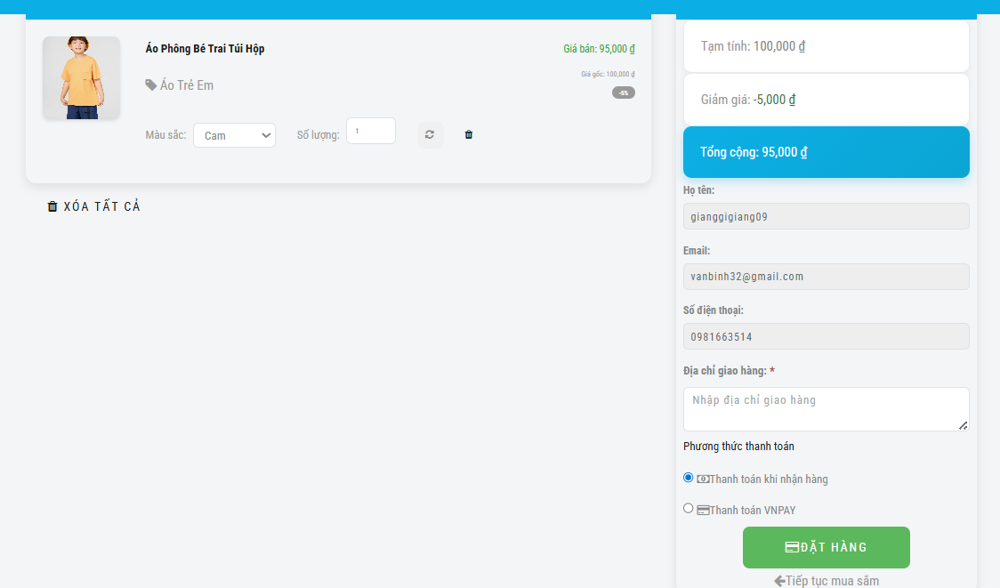 Áo Phông Bé Trai Túi Hộp
Giá bán: 95,000 ₫
Giá gốc: 100,000 ₫
-5%
Áo Trẻ Em
Màu sắc: Cam Số lượng: 1
XÓA TẤT CẢ
Tạm tính: 100,000 ₫
Giảm giá: -5,000 ₫
Tổng cộng: 95,000 ₫
Họ tên:
gianggigiang09
Email:
vanbinh32@gmail.com
Số điện thoại:
0981663514
Địa chỉ giao hàng: *
Nhập địa chỉ giao hàng
Phương thức thanh toán
Thanh toán khi nhận hàng
Thanh toán VNPAY
ĐẶT HÀNG
Tiếp tục mua sắm